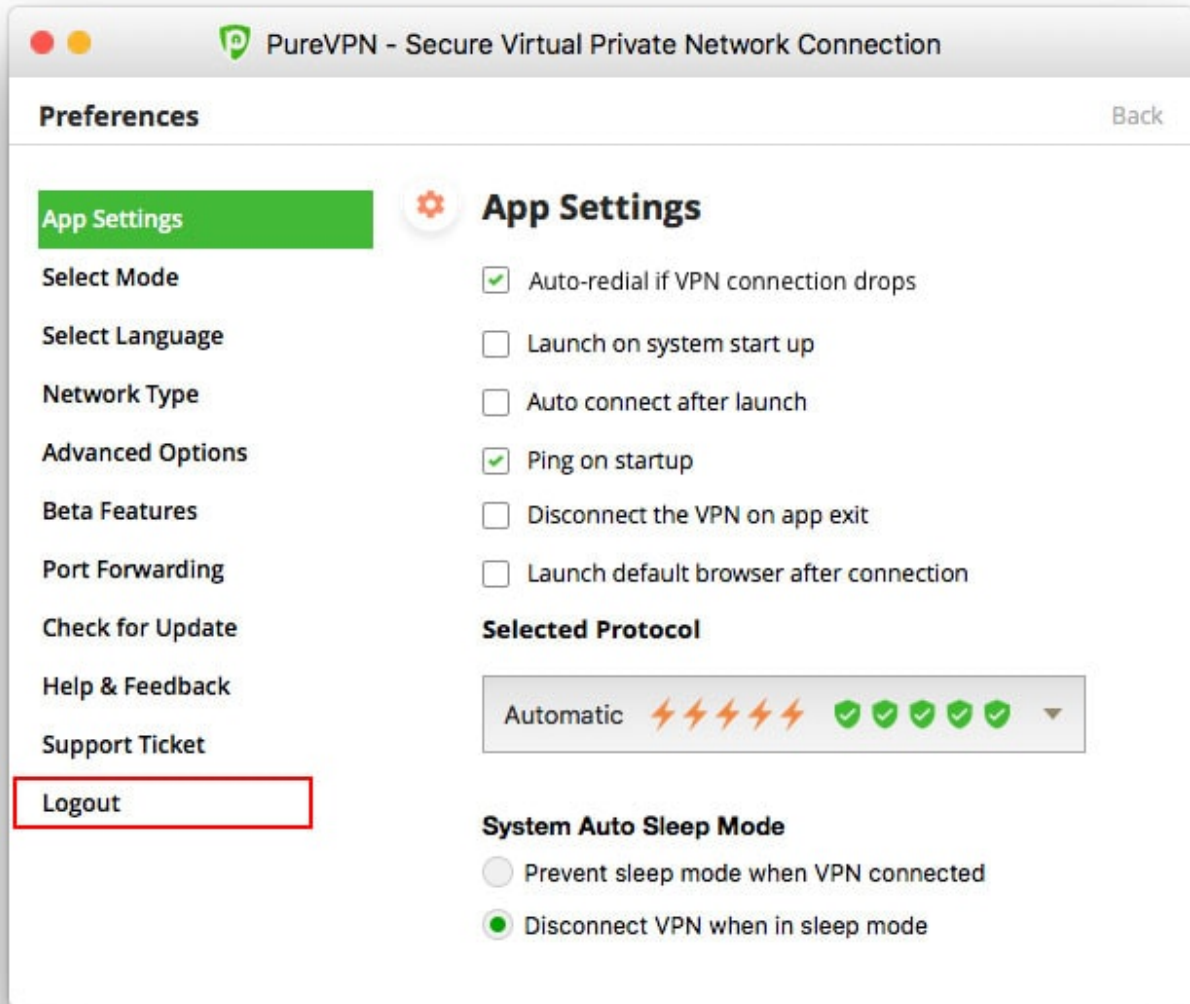 PureVPN - Secure Virtual Private Network Connection
Preferences
Back
App Settings
Select Mode
Select Language
Network Type
Advanced Options
Beta Features
Port Forwarding
Check for Update
Help & Feedback
Support Ticket
Logout
App Settings
Auto-redial if VPN connection drops
Launch on system start up
Auto connect after launch
Ping on startup
Disconnect the VPN on app exit
Launch default browser after connection
Selected Protocol
Automatic
System Auto Sleep Mode
Prevent sleep mode when VPN connected
Disconnect VPN when in sleep mode